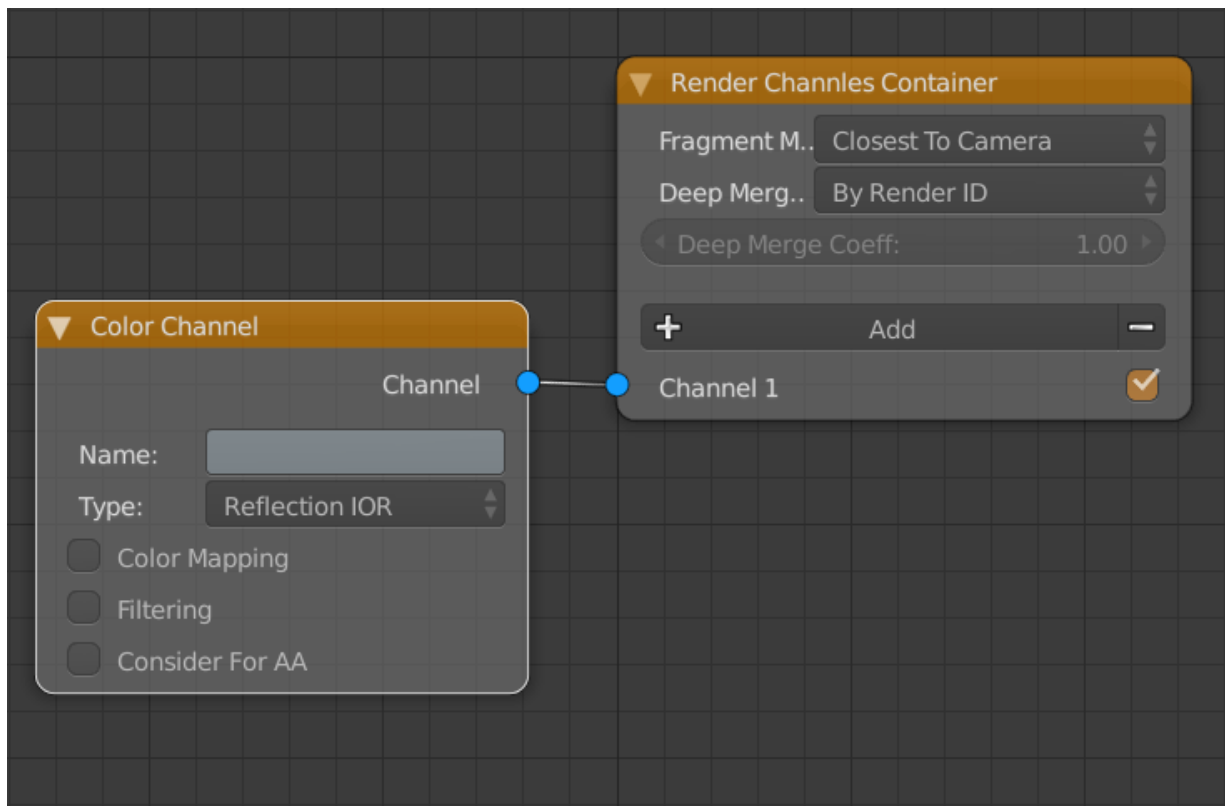 Render Channles Container
Fragment M.. Closest To Camera
Deep Merg.. By Render ID
Deep Merge Coeff: 1.00
Add
Channel 1
Color Channel
Channel
Name:
Type: Reflection IOR
Color Mapping
Filtering
Consider For AA